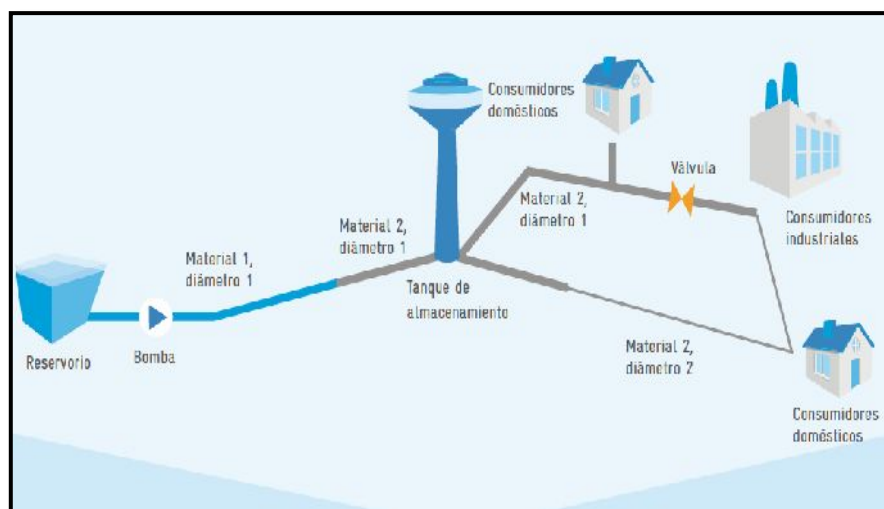 Consumidores
domésticos
Válvula
Material 2,
diámetro 1
Consumidores
industriales
Material 2,
diámetro 1
Material 1,
diámetro 1
Tanque de
almacenamiento
Reservorio
Bomba
Material 2,
diámetro 2
Consumidores
domésticos